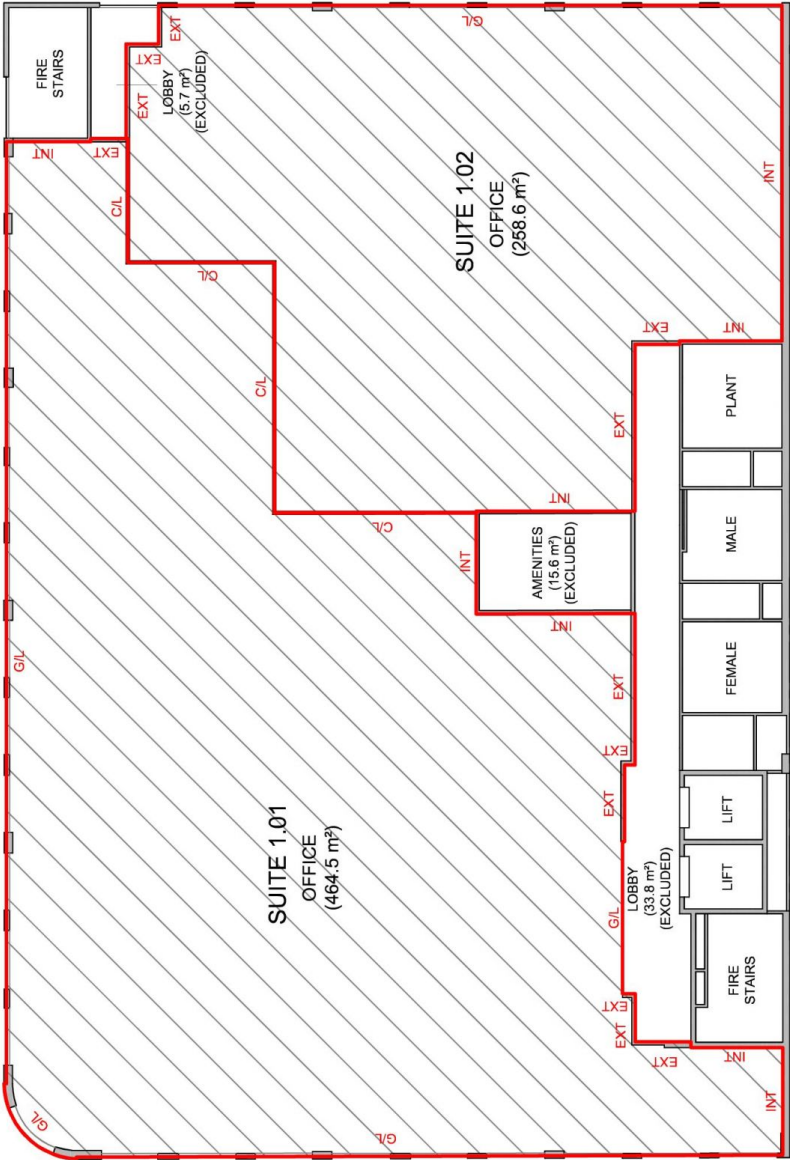 G/L
G/L
INT
FIRE
STAIRS
EXT
C/L
EXT
EXT
EXT
LOBBY
(5.7 m²)
(EXCLUDED)
C/L
C/L
SUITE 1.01
OFFICE
(464.5 m²)
G/L
C/L
SUITE 1.02
OFFICE
(258.6 m²)
G/L
INT
AMENITIES
(15.6 m²)
(EXCLUDED)
INT
INT
EXT
EXT
G/L
EXT
EXT
EXT
EXT
LOBBY
(33.8 m²)
(EXCLUDED)
EXT
EXT
FIRE
STAIRS
LIFT
LIFT
FEMALE
MALE
PLANT
INT
INT
INT
INT